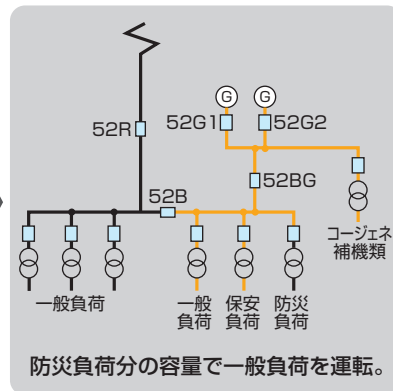 G G
52G1 52G2
52R
52BG
52B
コージェネ
補機類
一般負荷
一般
負荷
保安
負荷
防災
負荷
防災負荷分の容量で一般負荷を運転。